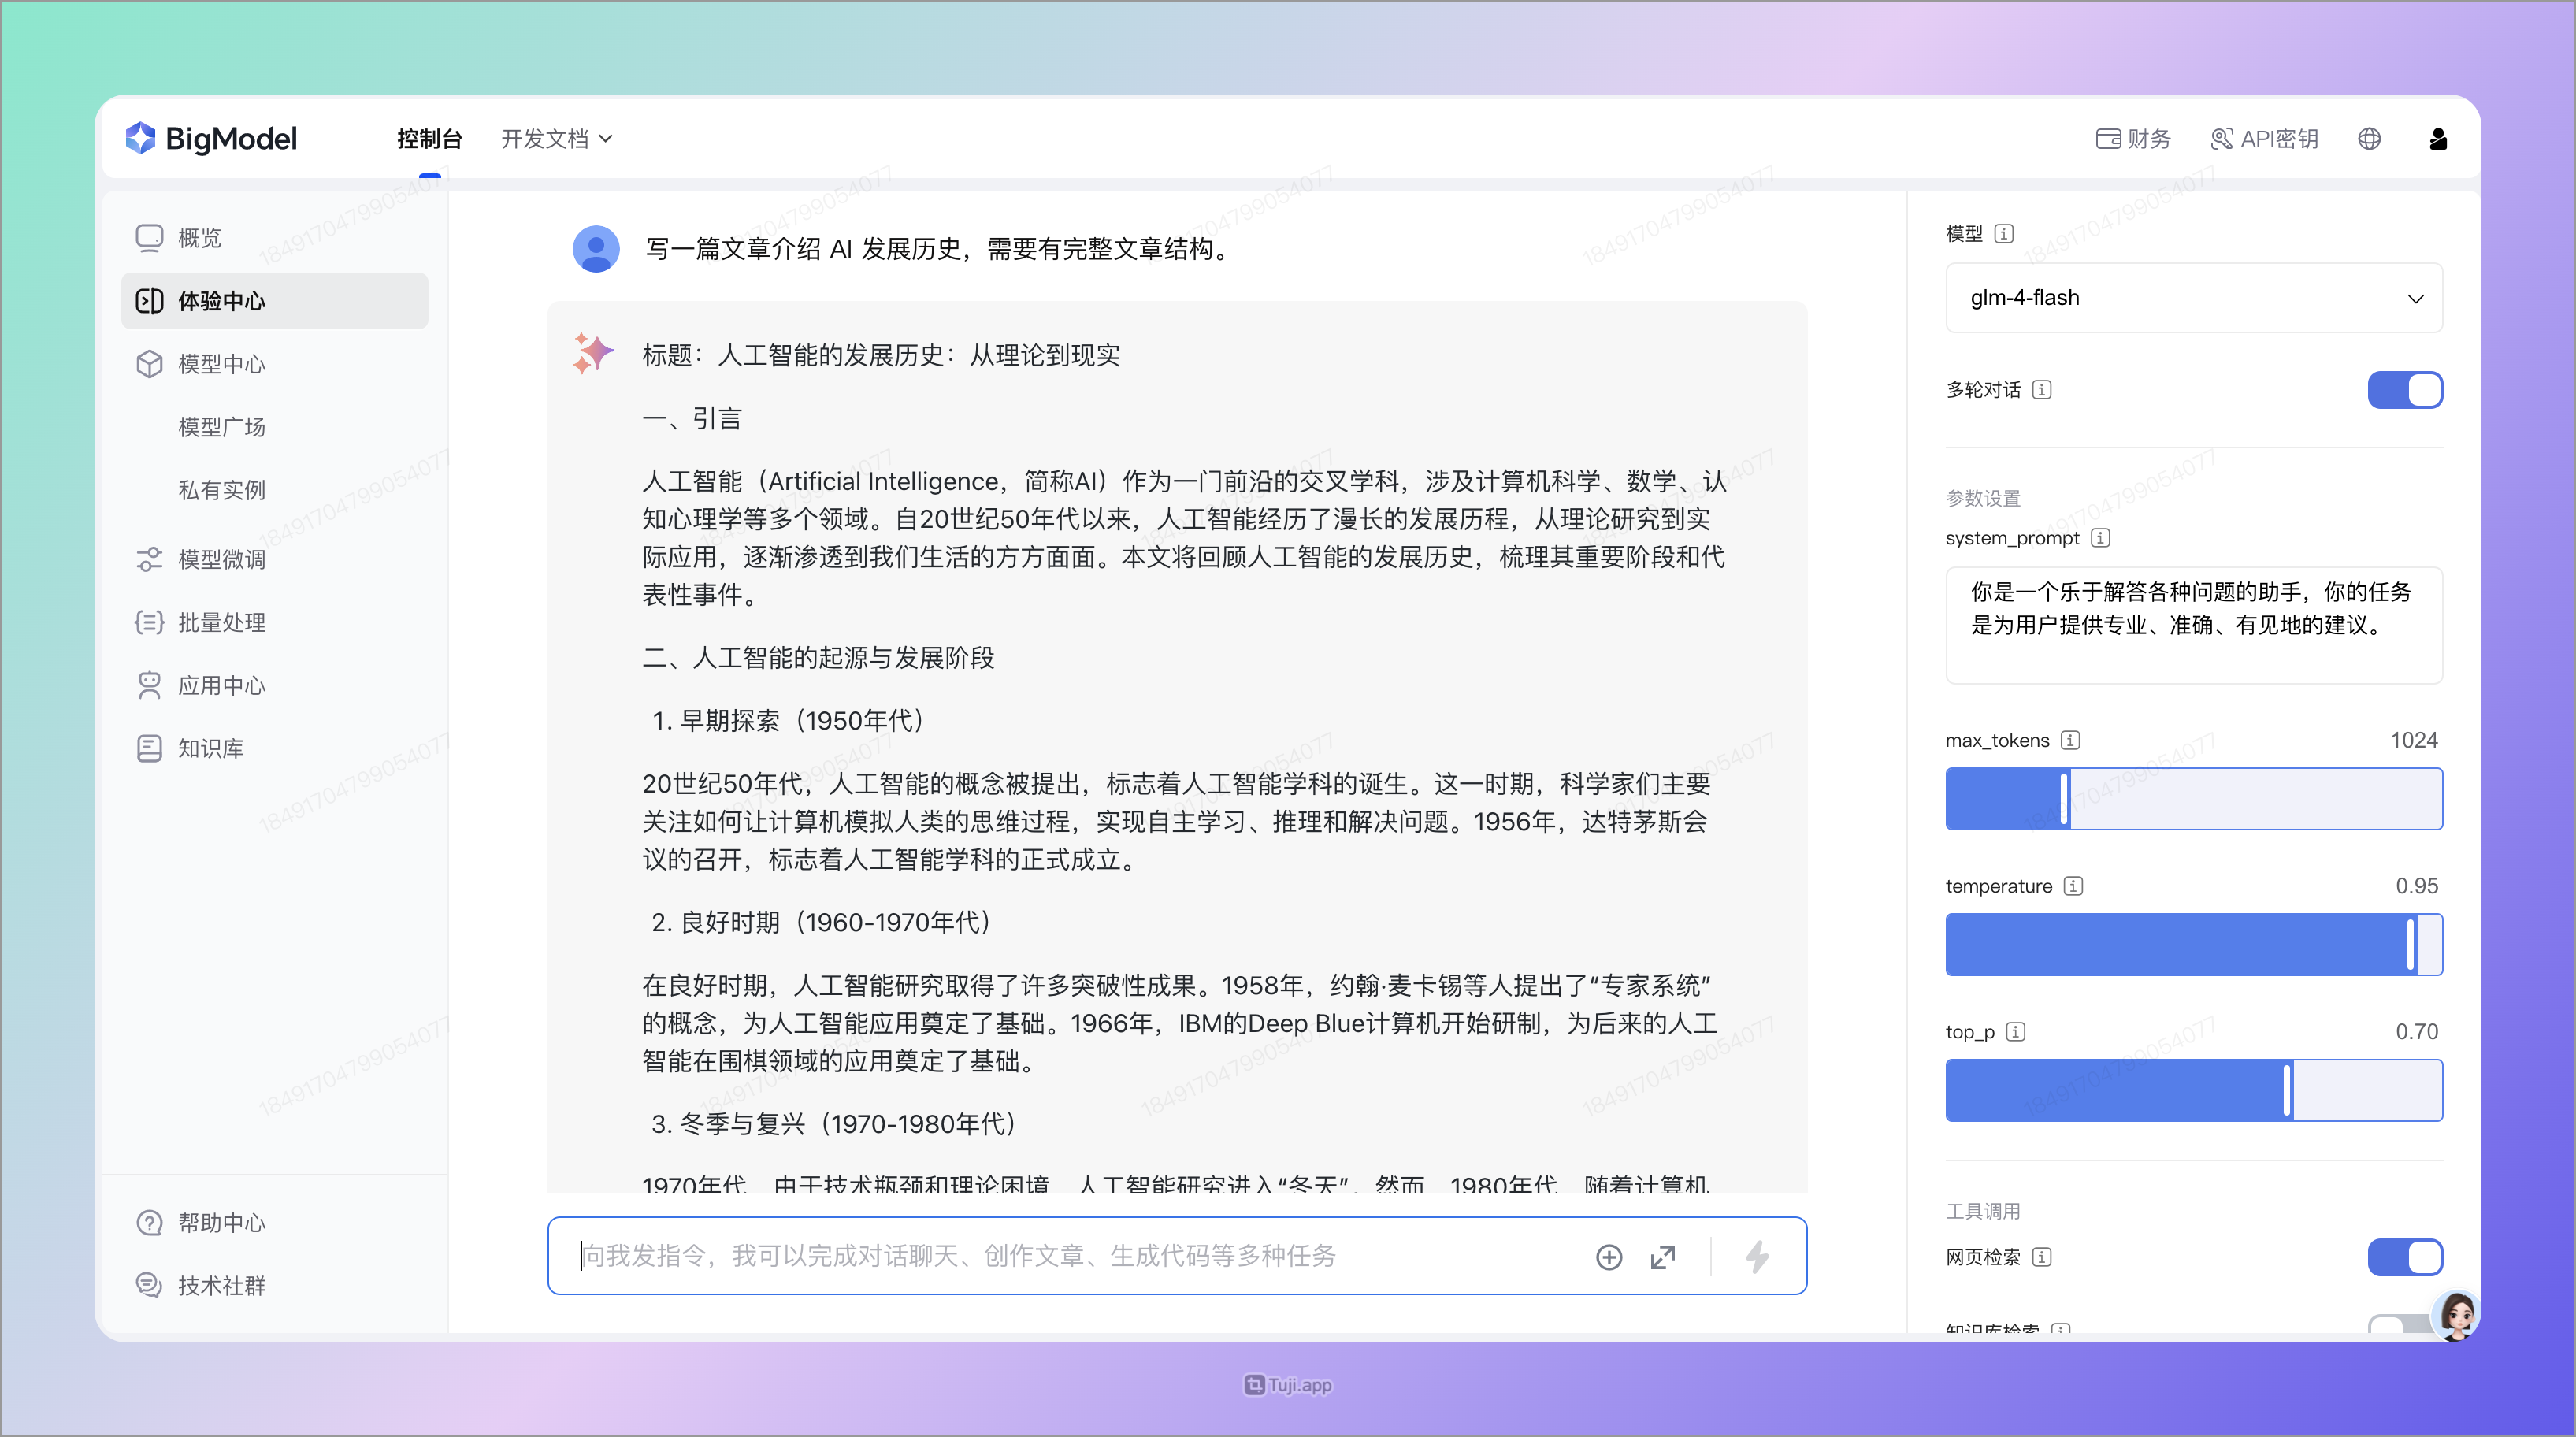 BigModel
控制台
开发文档
财务
API密钥
概览
体验中心
模型中心
模型广场
私有实例
模型微调
批量处理
应用中心
知识库
帮助中心
技术社群
写一篇文章介绍 AI 发展历史，需要有完整文章结构。
标题：人工智能的发展历史：从理论到现实
一、引言
人工智能（Artificial Intelligence，简称AI）作为一门前沿的交叉学科，涉及计算机科学、数学、认
知心理学等多个领域。自20世纪50年代以来，人工智能经历了漫长的发展历程，从理论研究到实
际应用，逐渐渗透到我们生活的方方面面。本文将回顾人工智能的发展历史，梳理其重要阶段和代
表性事件。
二、人工智能的起源与发展阶段
1. 早期探索（1950年代）
20世纪50年代，人工智能的概念被提出，标志着人工智能学科的诞生。这一时期，科学家们主要
关注如何让计算机模拟人类的思维过程，实现自主学习、推理和解决问题。1956年，达特茅斯会
议的召开，标志着人工智能学科的正式成立。
2. 良好时期（1960-1970年代）
在良好时期，人工智能研究取得了许多突破性成果。1958年，约翰·麦卡锡等人提出了“专家系统”
的概念，为人工智能应用奠定了基础。1966年，IBM的Deep Blue计算机开始研制，为后来的人工
智能在围棋领域的应用奠定了基础。
3. 冬季与复兴（1970-1980年代）
1970年代，由于技术瓶颈和理论困境，人工智能研究进入“冬天”。然而，1980年代，随着计算机
向我发指令，我可以完成对话聊天、创作文章、生成代码等多种任务
模型
glm-4-flash
多轮对话
参数设置
system_prompt
你是一个乐于解答各种问题的助手，你的任务
是为用户提供专业、准确、有见地的建议。
max_tokens 1024
temperature 0.95
top_p 0.70
工具调用
网页检索
知识库检索
18491704799054077
Tuji.app